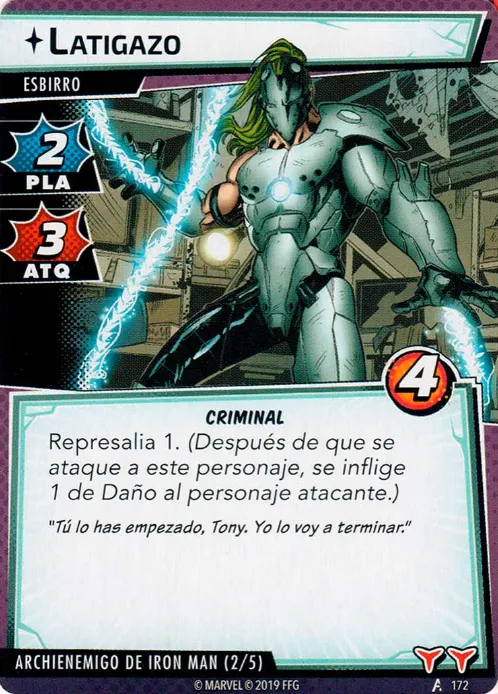 LATIGAZO
ESBIRRO
2
PLA
3
ATQ
4
CRIMINAL
Represalia 1. (Después de que se
ataque a este personaje, se inflige
1 de Daño al personaje atacante.)
"Tú lo has empezado, Tony. Yo lo voy a terminar."
ARCHIENEMIGO DE IRON MAN (2/5)
© MARVEL © 2019 FFG
172